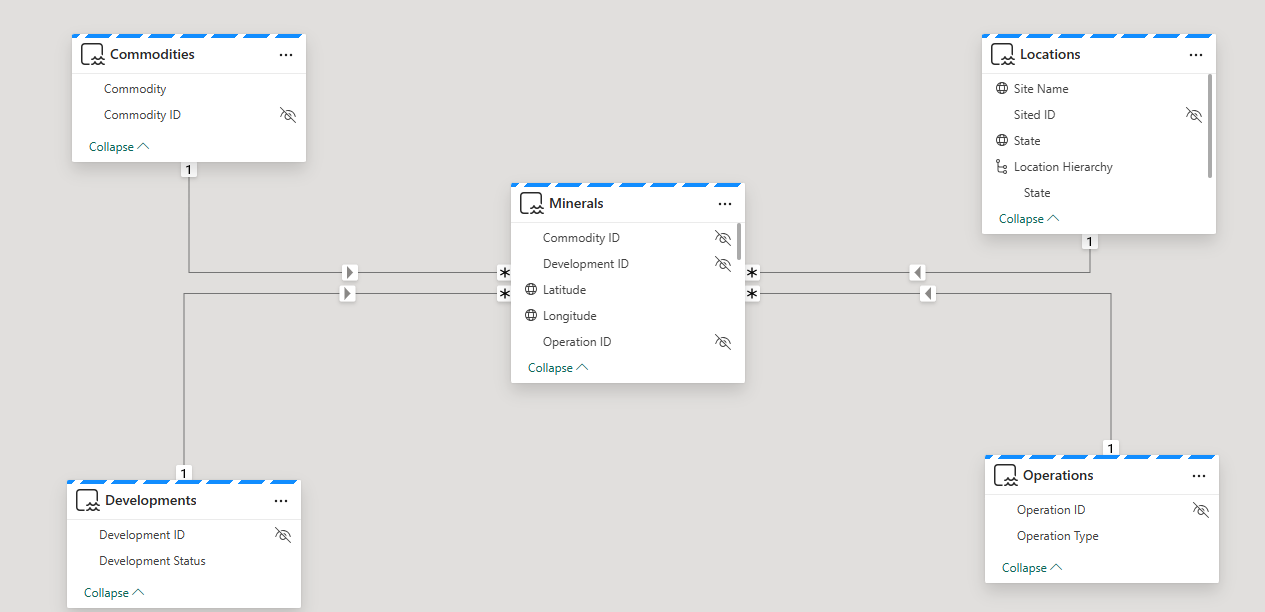 Commodities
Commodity
Commodity ID
Collapse
1
Locations
Site Name
Sited ID
State
Location Hierarchy
State
Collapse
1
Minerals
Commodity ID
Development ID
Latitude
Longitude
Operation ID
Collapse
*
*
*
*
1
Developments
Development ID
Development Status
Collapse
1
Operations
Operation ID
Operation Type
Collapse